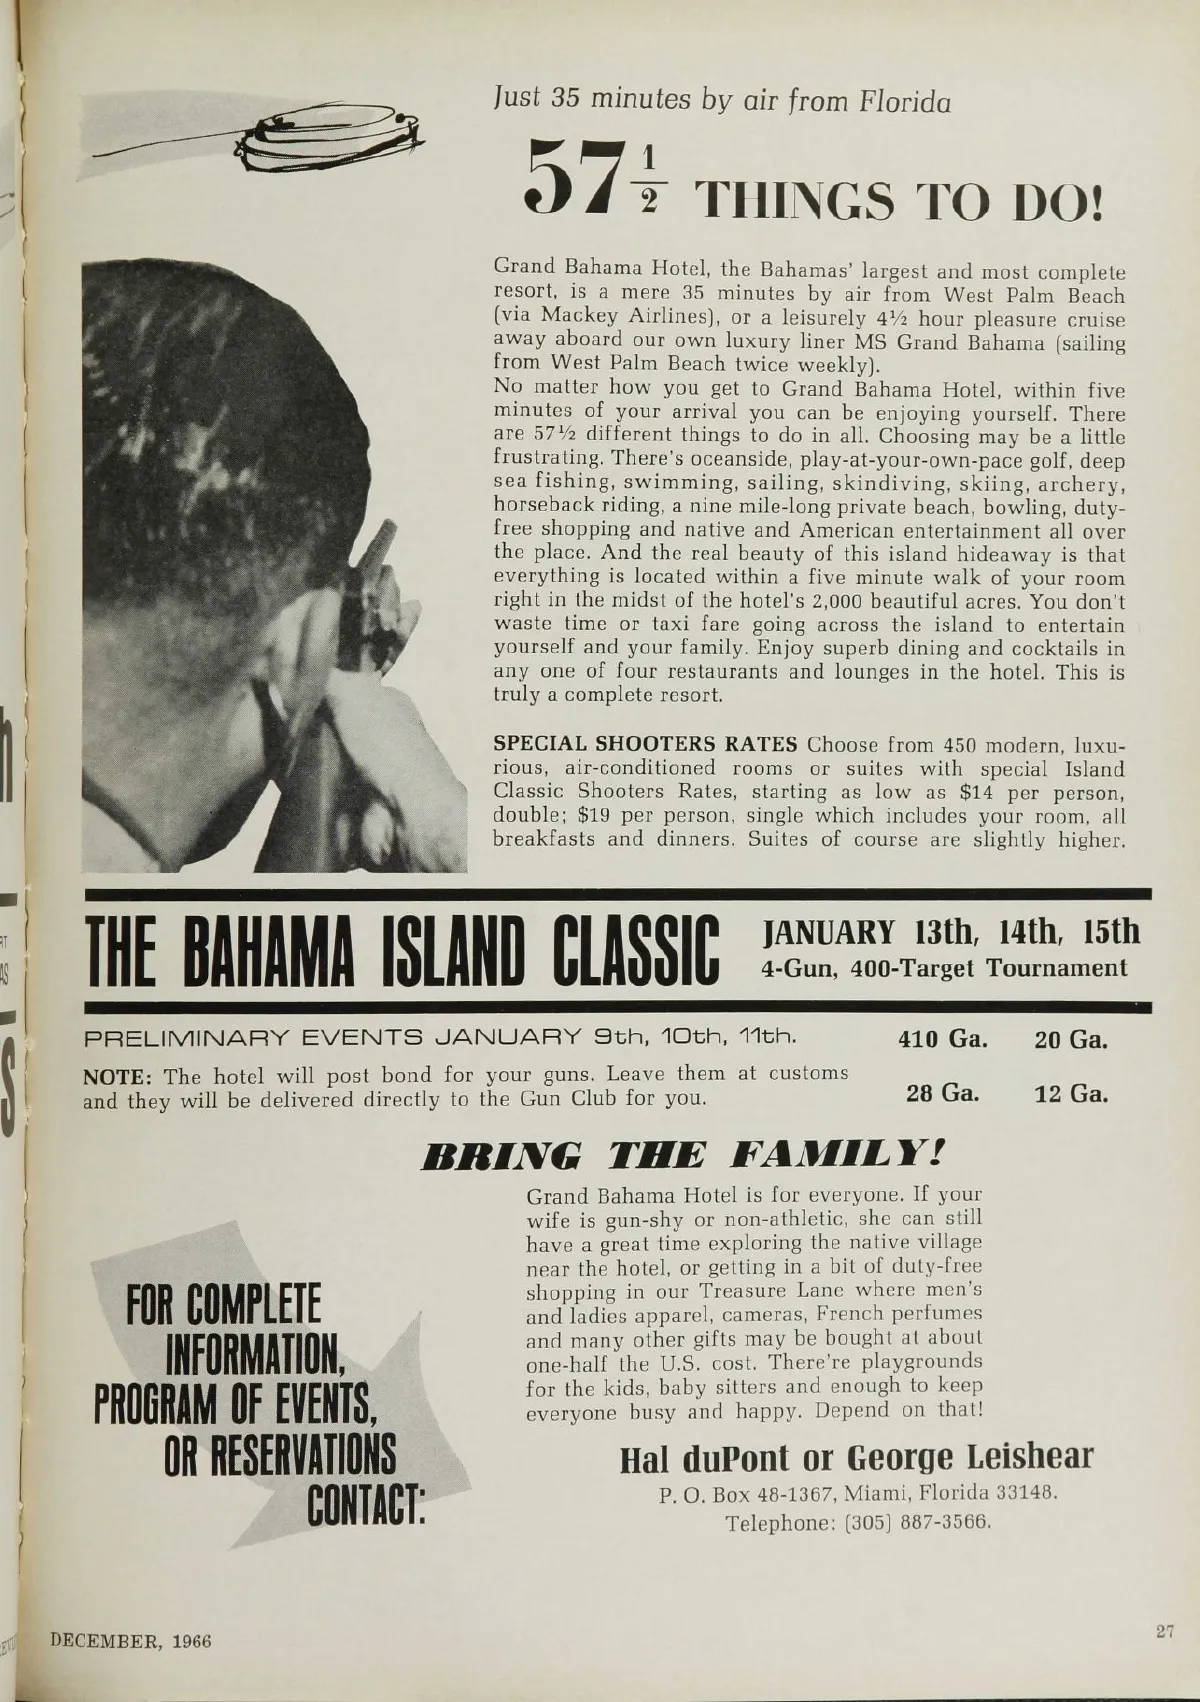 Just 35 minutes by air from Florida
57 1/2 THINGS TO DO!
Grand Bahama Hotel, the Bahamas' largest and most complete
resort, is a mere 35 minutes by air from West Palm Beach
(via Mackey Airlines), or a leisurely 4½ hour pleasure cruise
away aboard our own luxury liner MS Grand Bahama (sailing
from West Palm Beach twice weekly).
No matter how you get to Grand Bahama Hotel, within five
minutes of your arrival you can be enjoying yourself. There
are 57½ different things to do in all. Choosing may be a little
frustrating. There's oceanside, play-at-your-own-pace golf, deep
sea fishing, swimming, sailing, skindiving, skiing, archery,
horseback riding, a nine mile-long private beach, bowling, duty-
free shopping and native and American entertainment all over
the place. And the real beauty of this island hideaway is that
everything is located within a five minute walk of your room
right in the midst of the hotel's 2,000 beautiful acres. You don't
waste time or taxi fare going across the island to entertain
yourself and your family. Enjoy superb dining and cocktails in
any one of four restaurants and lounges in the hotel. This is
truly a complete resort.
SPECIAL SHOOTERS RATES Choose from 450 modern, luxu-
rious, air-conditioned rooms or suites with special Island
Classic Shooters Rates, starting as low as $14 per person,
double; $19 per person, single which includes your room, all
breakfasts and dinners. Suites of course are slightly higher.
THE BAHAMA ISLAND CLASSIC
JANUARY 13th, 14th, 15th
4-Gun, 400-Target Tournament
PRELIMINARY EVENTS JANUARY 9th, 10th, 11th.
410 Ga. 20 Ga.
NOTE: The hotel will post bond for your guns. Leave them at customs
and they will be delivered directly to the Gun Club for you.
28 Ga. 12 Ga.
BRING THE FAMILY!
Grand Bahama Hotel is for everyone. If your
wife is gun-shy or non-athletic, she can still
have a great time exploring the native village
near the hotel, or getting in a bit of duty-free
shopping in our Treasure Lane where men's
and ladies apparel, cameras, French perfumes
and many other gifts may be bought at about
one-half the U.S. cost. There're playgrounds
for the kids, baby sitters and enough to keep
everyone busy and happy. Depend on that!
FOR COMPLETE
INFORMATION,
PROGRAM OF EVENTS,
OR RESERVATIONS
CONTACT:
Hal duPont or George Leishear
P. O. Box 48-1367, Miami, Florida 33148.
Telephone: (305) 887-3566.
DECEMBER, 1966
27